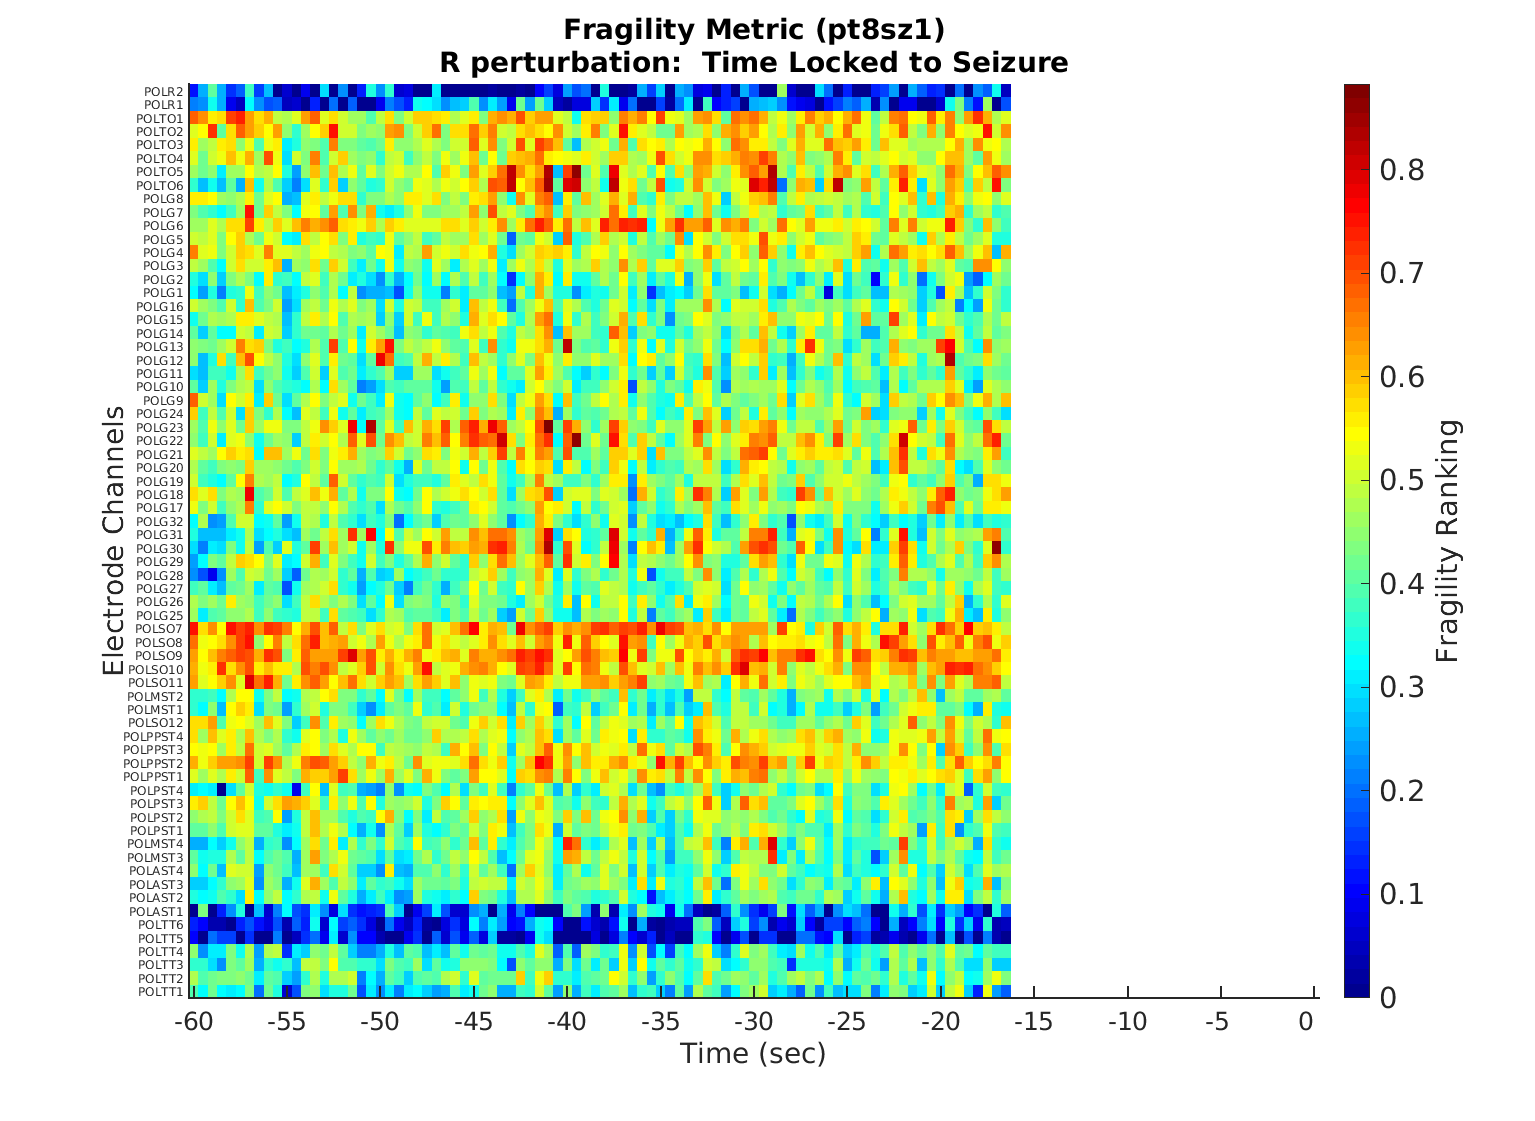 Fragility Metric (pt8sz1)
R perturbation:  Time Locked to Seizure
Electrode Channels
POLR2
POLR1
POLTO1
POLTO2
POLTO3
POLTO4
POLTO5
POLTO6
POLG8
POLG7
POLG6
POLG5
POLG4
POLG3
POLG2
POLG1
POLG16
POLG15
POLG14
POLG13
POLG12
POLG11
POLG10
POLG9
POLG24
POLG23
POLG22
POLG21
POLG20
POLG19
POLG18
POLG17
POLG32
POLG31
POLG30
POLG29
POLG28
POLG27
POLG26
POLG25
POLSO7
POLSO8
POLSO9
POLSO10
POLSO11
POLMST2
POLMST1
POLSO12
POLPPST4
POLPPST3
POLPPST2
POLPPST1
POLPST4
POLPST3
POLPST2
POLPST1
POLMST4
POLMST3
POLAST4
POLAST3
POLAST2
POLAST1
POLTT6
POLTT5
POLTT4
POLTT3
POLTT2
POLTT1
-60 -55 -50 -45 -40 -35 -30 -25 -20 -15 -10 -5 0
Time (sec)
0.8
0.7
0.6
0.5
0.4
0.3
0.2
0.1
0
Fragility Ranking